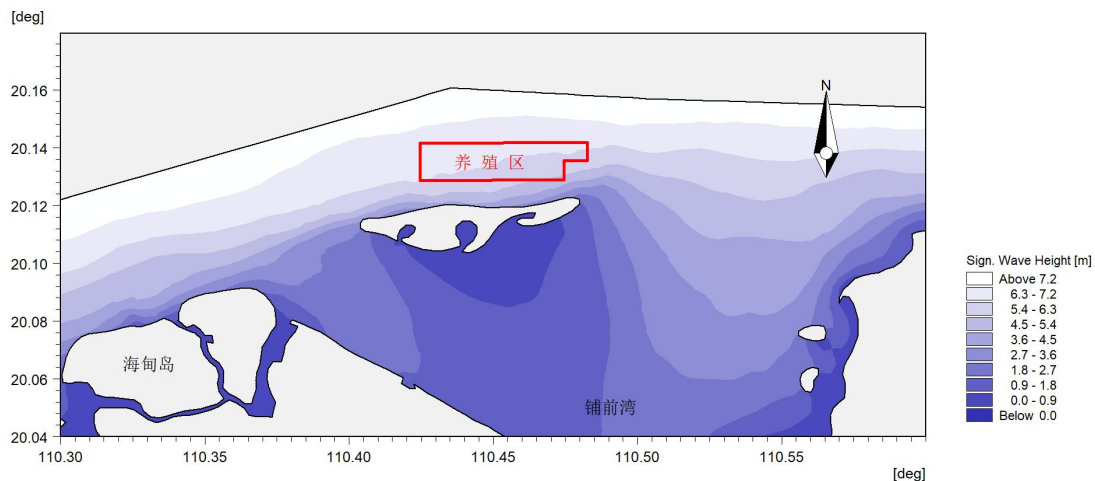 [deg]
20.16
20.14
20.12
20.10
20.08
20.06
20.04
110.30 110.35 110.40 110.45 110.50 110.55
[deg]
N
养殖区
海甸岛
铺前湾
Sign. Wave Height [m]
Above 7.2
6.3 - 7.2
5.4 - 6.3
4.5 - 5.4
3.6 - 4.5
2.7 - 3.6
1.8 - 2.7
0.9 - 1.8
0.0 - 0.9
Below 0.0